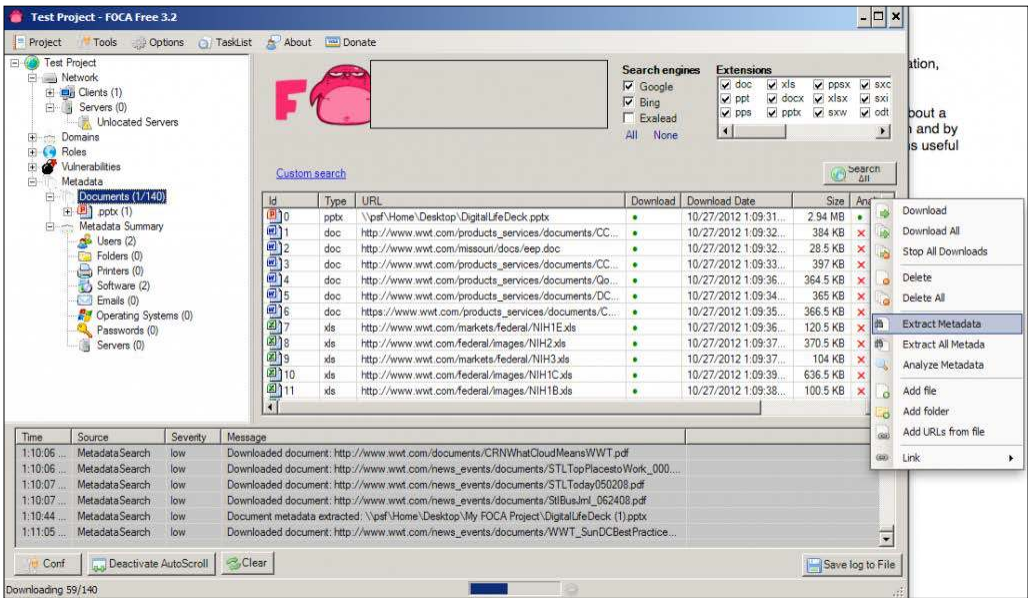 Test Project - FOCA Free 3.2
Project Tools Options TaskList About Donate
Test Project
Network
Clients (1)
Servers (0)
Unlocated Servers
Domains
Roles
Vulnerabilities
Metadata
Documents (1/140)
.pptx (1)
Metadata Summary
Users (2)
Folders (0)
Printers (0)
Software (2)
Emails (0)
Operating Systems (0)
Passwords (0)
Servers (0)
F
Search engines
Google
Bing
Exalead
All None
Extensions
doc xls ppsx sxc
ppt docx xlsx sxi
pps pptx sxw odt
Custom search
Search All
Id Type URL Download Download Date Size
0 pptx \\psf\Home\Desktop\DigitalLifeDeck.pptx 10/27/2012 1:09:31... 2.94 MB
1 doc http://www.wwt.com/products_services/documents/CC... 10/27/2012 1:09:32... 384 KB
2 doc http://www.wwt.com/missouri/docs/eep.doc 10/27/2012 1:09:32... 28.5 KB
3 doc http://www.wwt.com/products_services/documents/CC... 10/27/2012 1:09:33... 397 KB
4 doc http://www.wwt.com/products_services/documents/Qo... 10/27/2012 1:09:36... 364.5 KB
5 doc http://www.wwt.com/products_services/documents/DC... 10/27/2012 1:09:34... 365 KB
6 doc https://www.wwt.com/products_services/documents/C... 10/27/2012 1:09:35... 366.5 KB
7 xls http://www.wwt.com/markets/federal/NIH1E.xls 10/27/2012 1:09:36... 120.5 KB
8 xls http://www.wwt.com/federal/images/NIH2.xls 10/27/2012 1:09:37... 370.5 KB
9 xls http://www.wwt.com/markets/federal/NIH3.xls 10/27/2012 1:09:37... 104 KB
10 xls http://www.wwt.com/federal/images/NIH1C.xls 10/27/2012 1:09:39... 636.5 KB
11 xls http://www.wwt.com/federal/images/NIH1B.xls 10/27/2012 1:09:38... 100.5 KB
Download
Download All
Stop All Downloads
Delete
Delete All
Extract Metadata
Extract All Metada
Analyze Metadata
Add file
Add folder
Add URLs from file
Link
ation,
bout a
and by
s useful
Time Source Severity Message
1:10:06 ... MetadataSearch low Downloaded document: http://www.wwt.com/documents/CRNWhatCloudMeansWWT.pdf
1:10:06 ... MetadataSearch low Downloaded document: http://www.wwt.com/news_events/documents/STLTopPlacestoWork_000....
1:10:07 ... MetadataSearch low Downloaded document: http://www.wwt.com/news_events/documents/STLToday050208.pdf
1:10:07 ... MetadataSearch low Downloaded document: http://www.wwt.com/news_events/documents/StlBusJrnl_062408.pdf
1:10:44 ... MetadataSearch low Document metadata extracted: \\psf\Home\Desktop\My FOCA Project\DigitalLifeDeck (1).pptx
1:11:05 ... MetadataSearch low Downloaded document: http://www.wwt.com/news_events/documents/WWT_SunDCBestPractice...
Conf Deactivate AutoScroll Clear Save log to File
Downloading 59/140